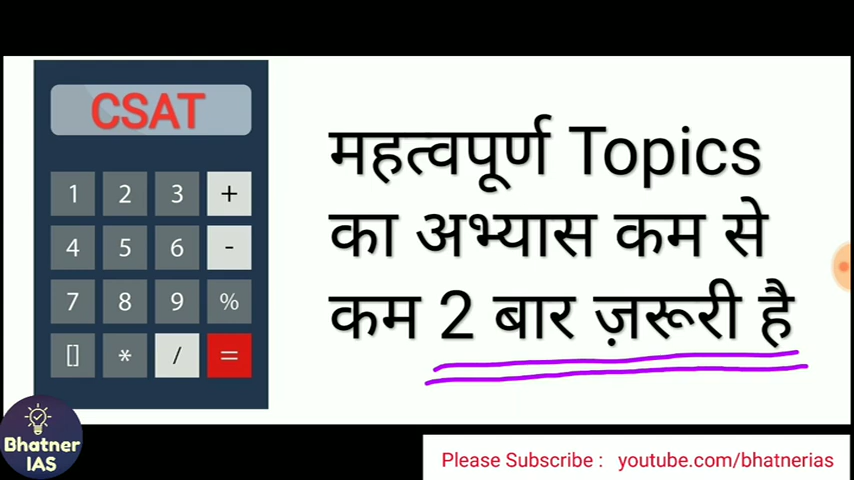 CSAT
1 2 3 +
4 5 6 -
7 8 9 %
[] * / =
महत्वपूर्ण Topics
का अभ्यास कम से
कम 2 बार ज़रूरी है
Bhatner
IAS
Please Subscribe : youtube.com/bhatnerias